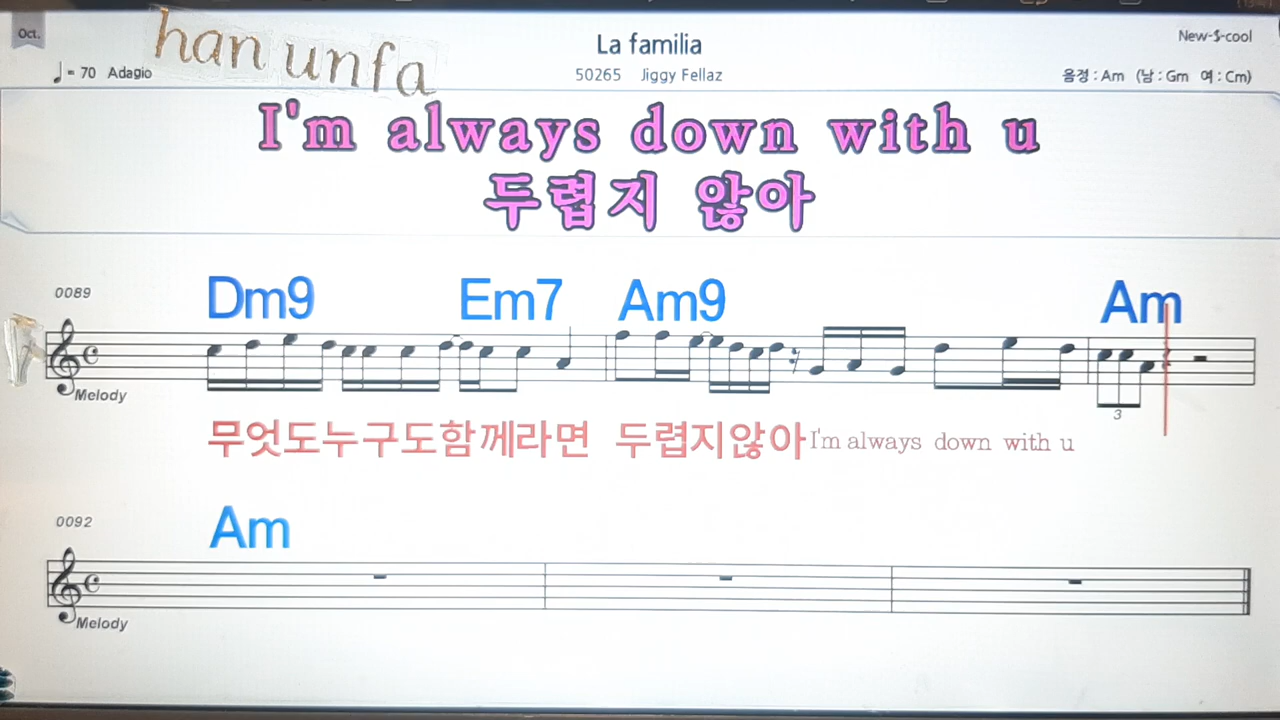 Oct.
han unfa
La familia
New-$-cool
♩= 70 Adagio
50265 Jiggy Fellaz
음정 : Am (남 : Gm 여 : Cm)
I'm always down with u
두렵지 않아
0089
Dm9 Em7 Am9 Am
Melody
3
무엇도누구도함께라면 두렵지않아I'm always down with u
0092
Am
Melody